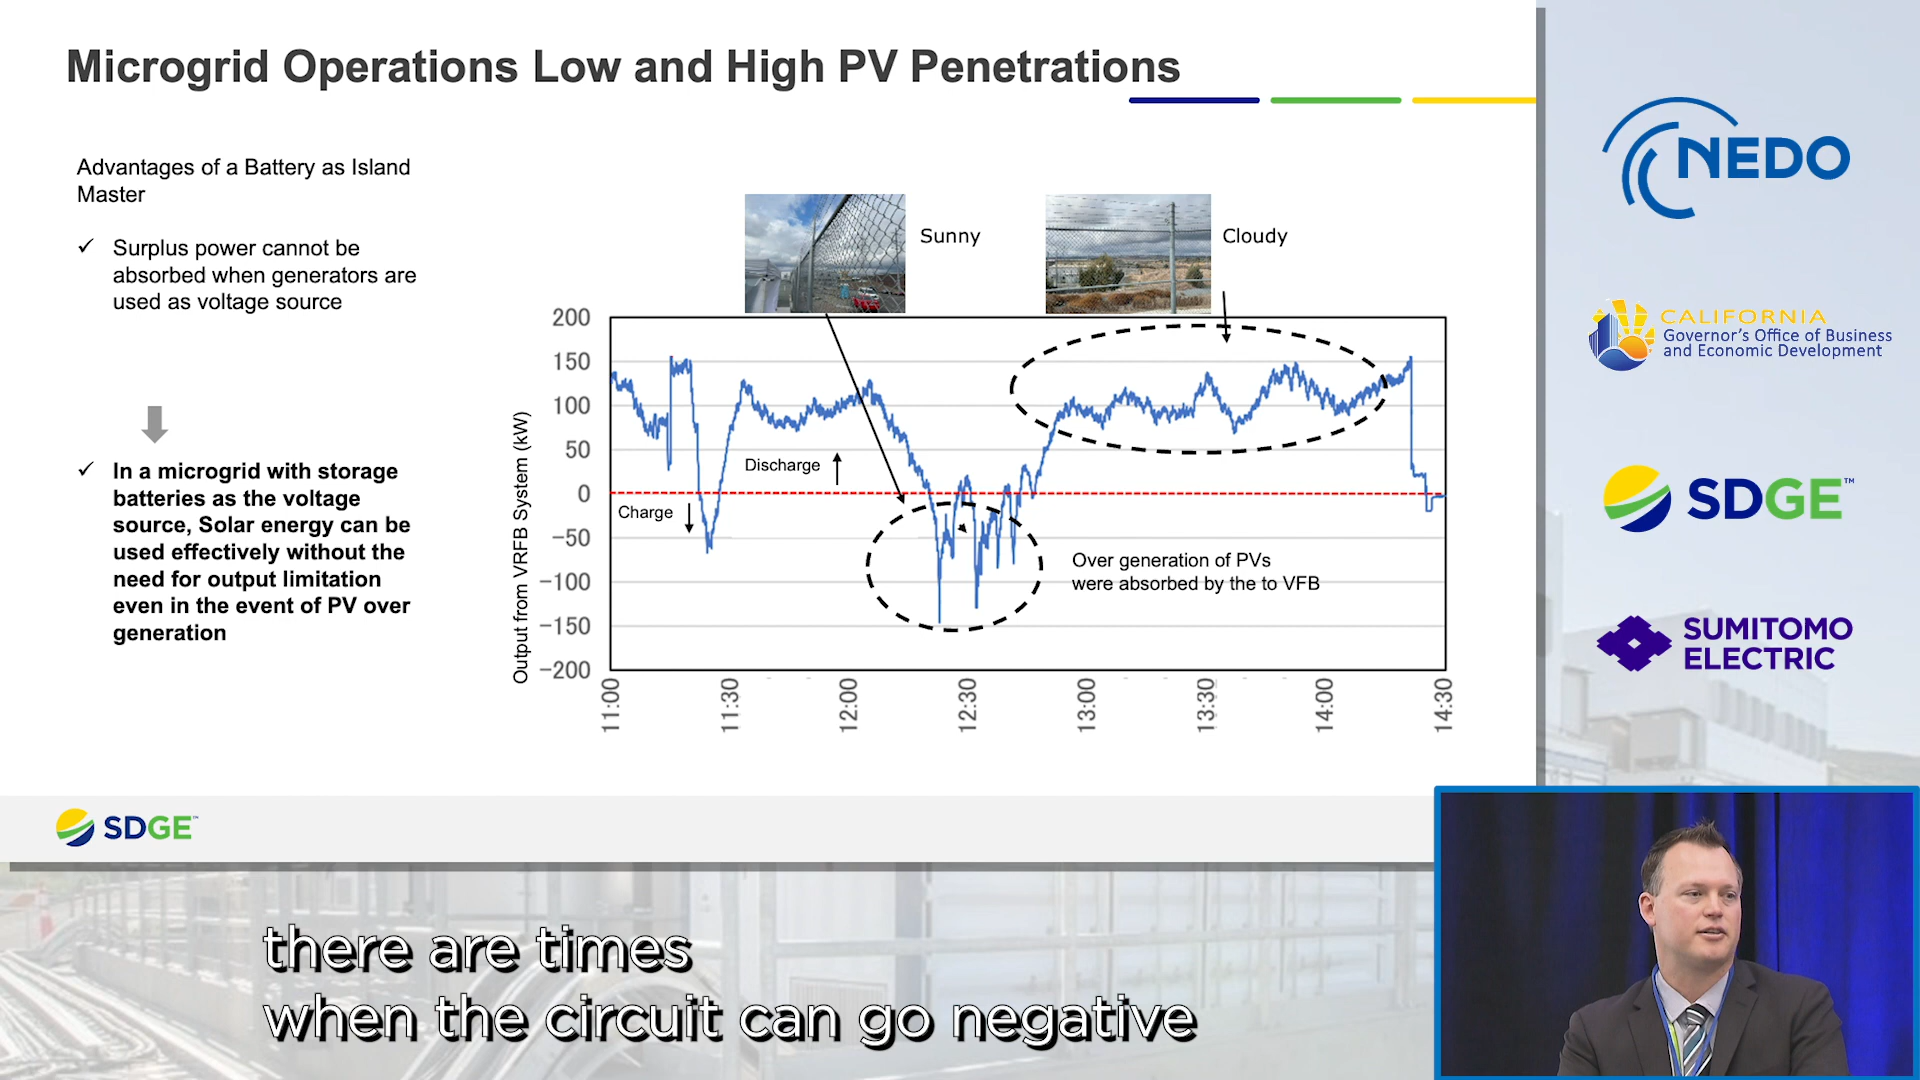 Microgrid Operations Low and High PV Penetrations
Advantages of a Battery as Island
Master
✓ Surplus power cannot be
absorbed when generators are
used as voltage source
✓ In a microgrid with storage
batteries as the voltage
source, Solar energy can be
used effectively without the
need for output limitation
even in the event of PV over
generation
Sunny
Cloudy
Output from VRFB System (kW)
200
150
100
50
0
−50
−100
−150
−200
Discharge
Charge
Over generation of PVs
were absorbed by the to VFB
11:00
11:30
12:00
12:30
13:00
13:30
14:00
14:30
SDGE™
NEDO
CALIFORNIA
Governor's Office of Business
and Economic Development
SDGE™
SUMITOMO
ELECTRIC
there are times
when the circuit can go negative